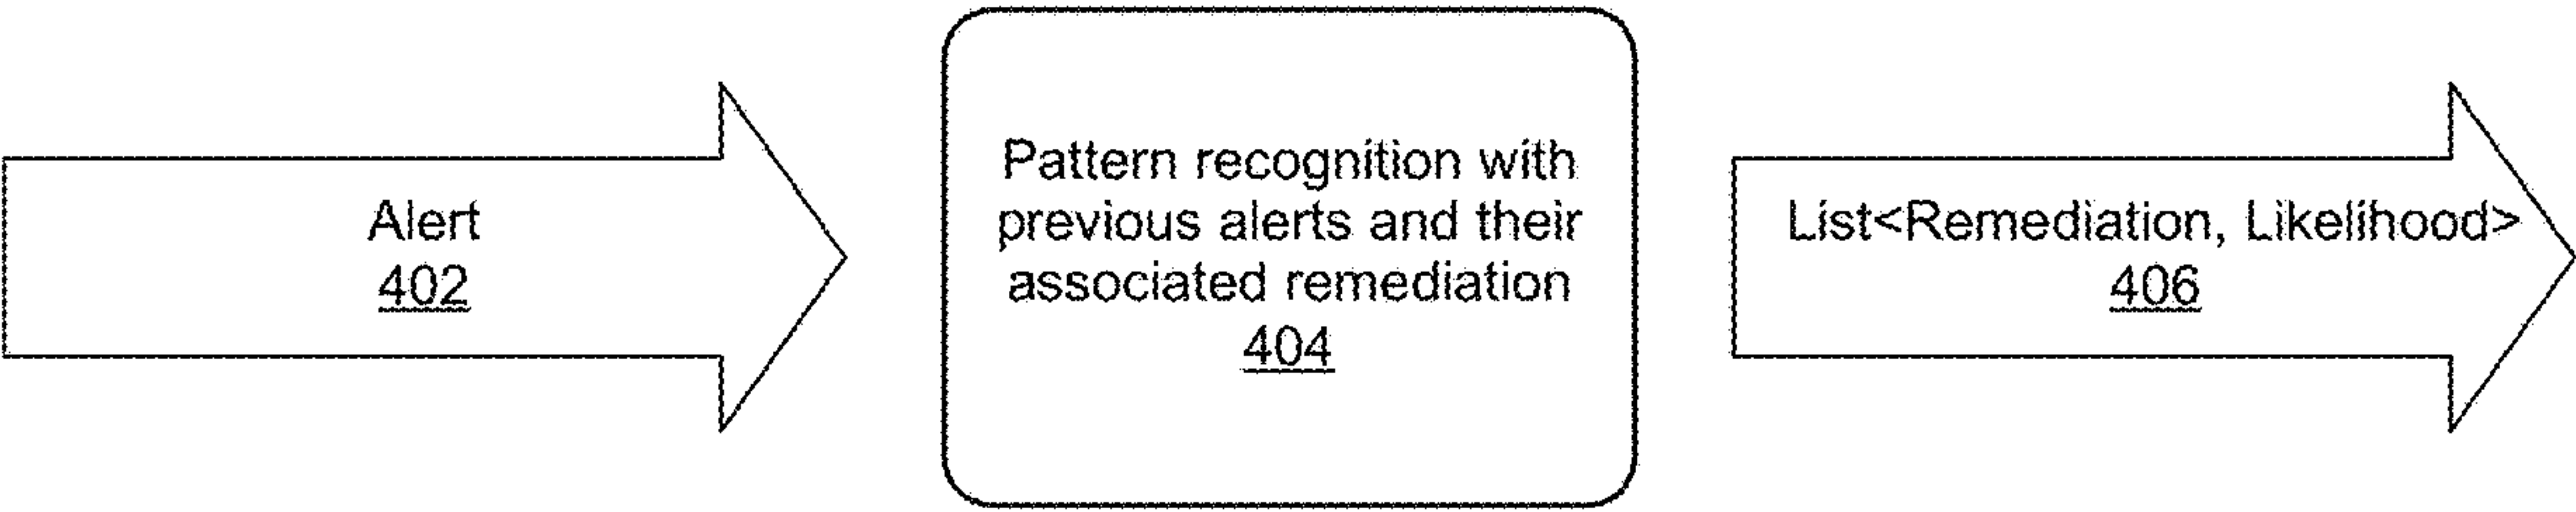 Alert
402
Pattern recognition with
previous alerts and their
associated remediation
404
List<Remediation, Likelihood>
406